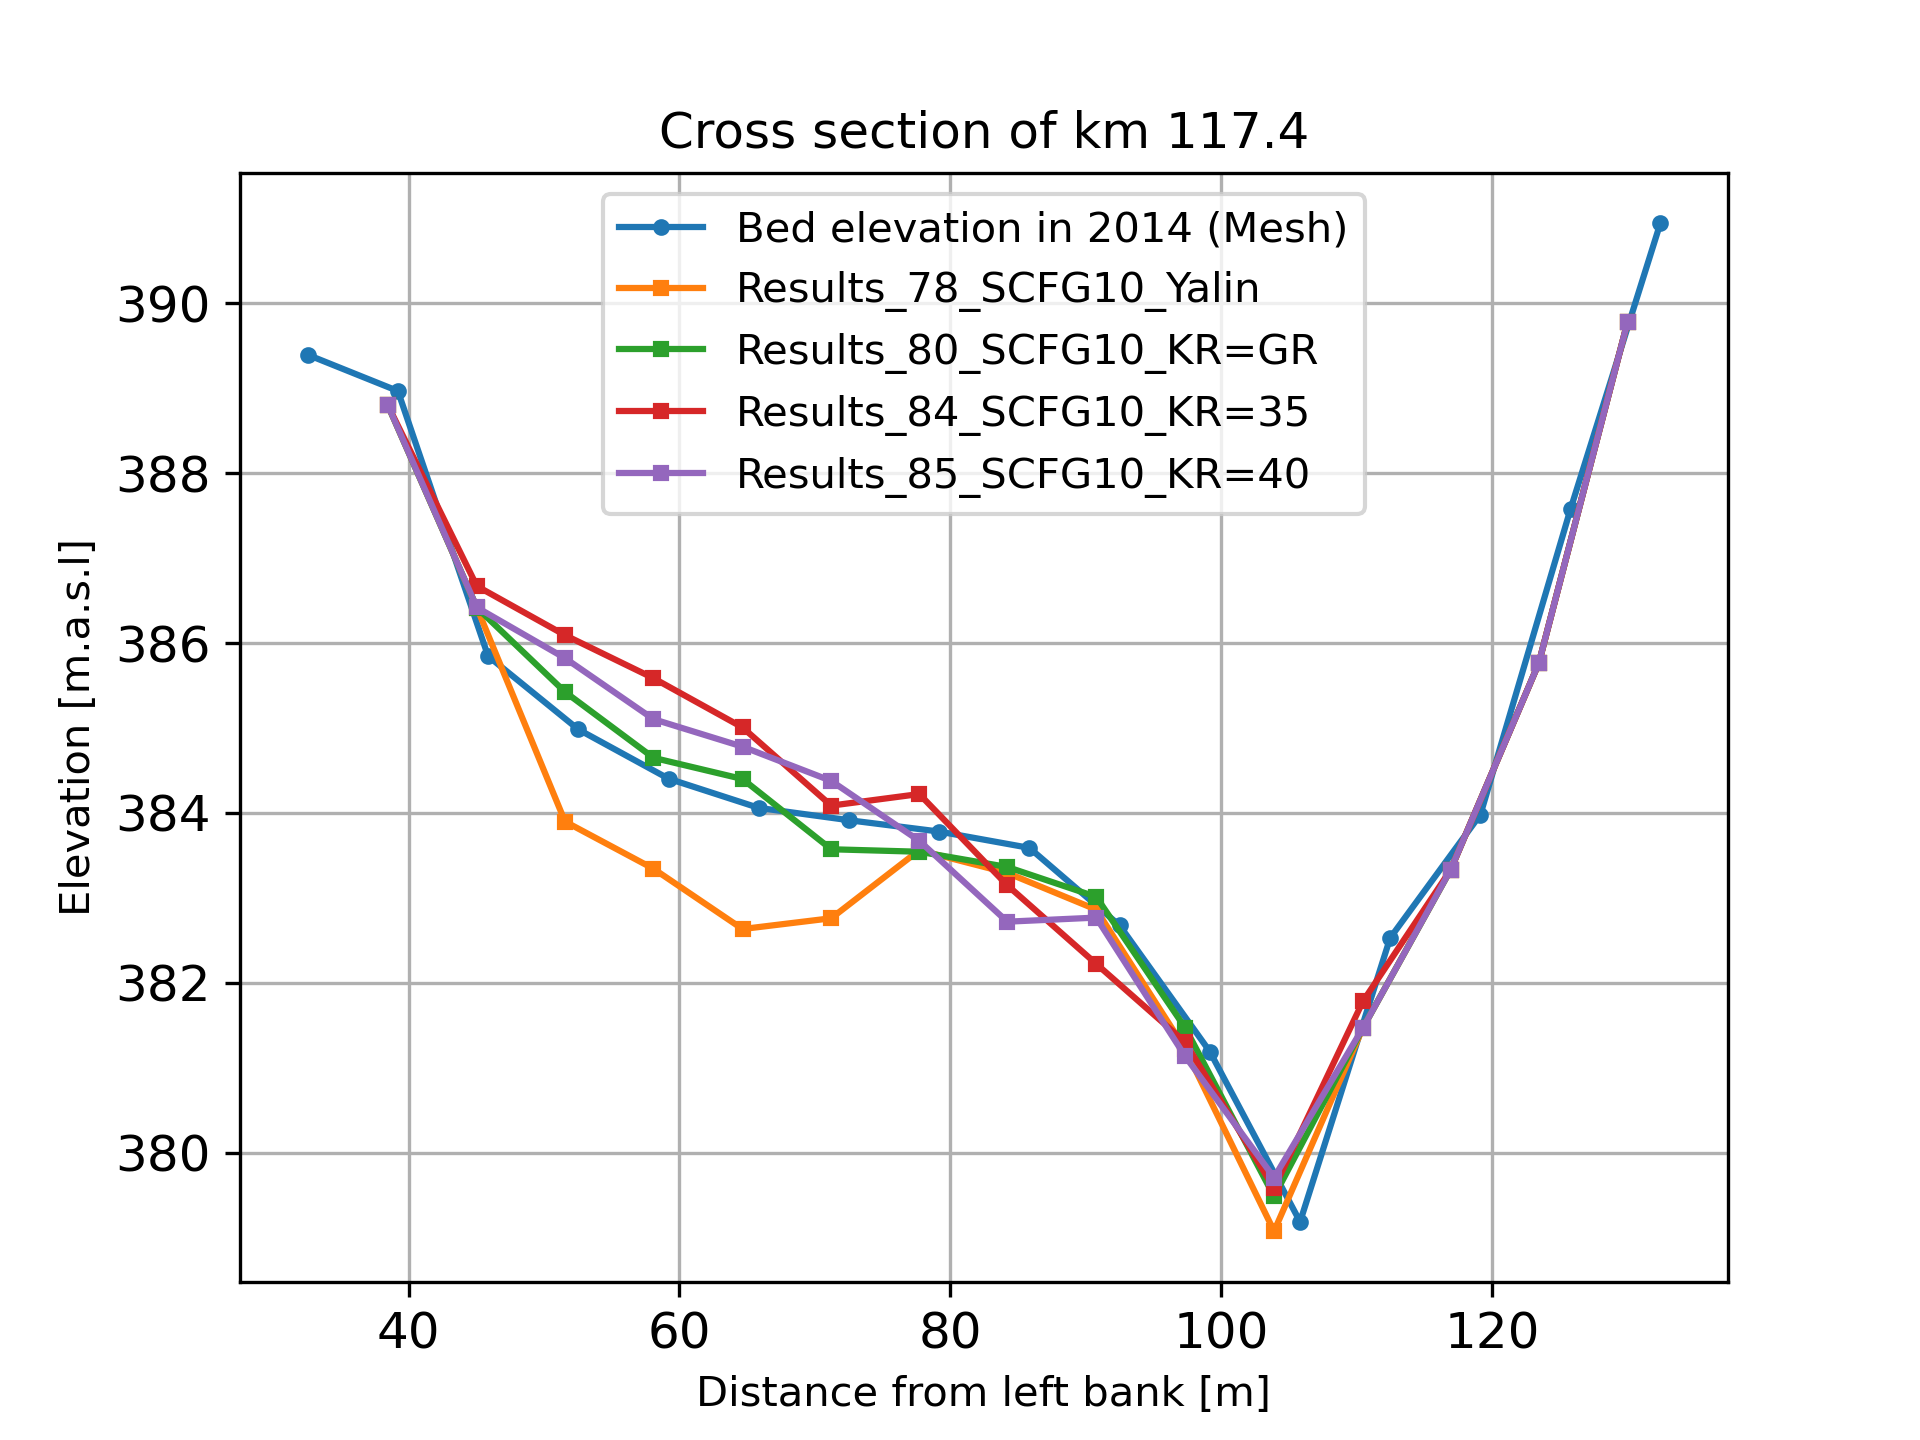 Cross section of km 117.4
Bed elevation in 2014 (Mesh)
Results_78_SCFG10_Yalin
Results_80_SCFG10_KR=GR
Results_84_SCFG10_KR=35
Results_85_SCFG10_KR=40
390
388
386
384
382
380
Elevation [m.a.s.l]
40 60 80 100 120
Distance from left bank [m]